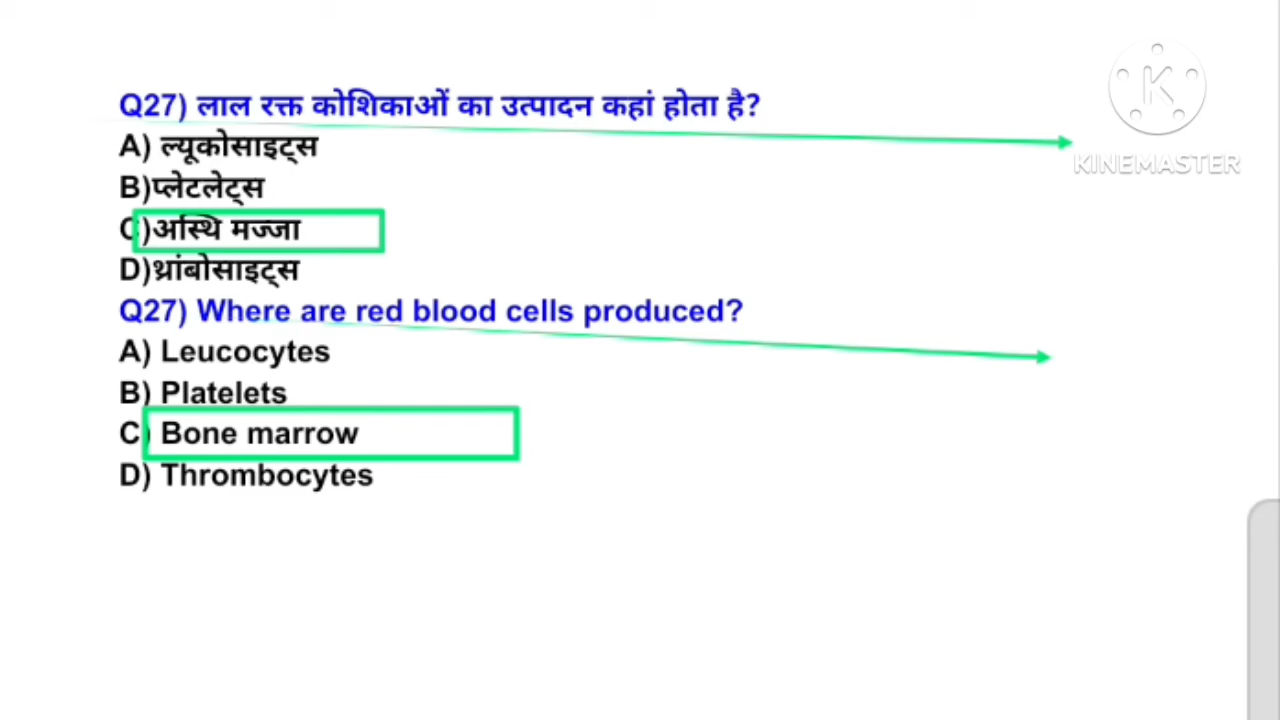 Q27) लाल रक्त कोशिकाओं का उत्पादन कहां होता है?
A) ल्यूकोसाइट्स
B)प्लेटलेट्स
C)अस्थि मज्जा
D)थ्रांबोसाइट्स
Q27) Where are red blood cells produced?
A) Leucocytes
B) Platelets
C) Bone marrow
D) Thrombocytes
K
KINEMASTER